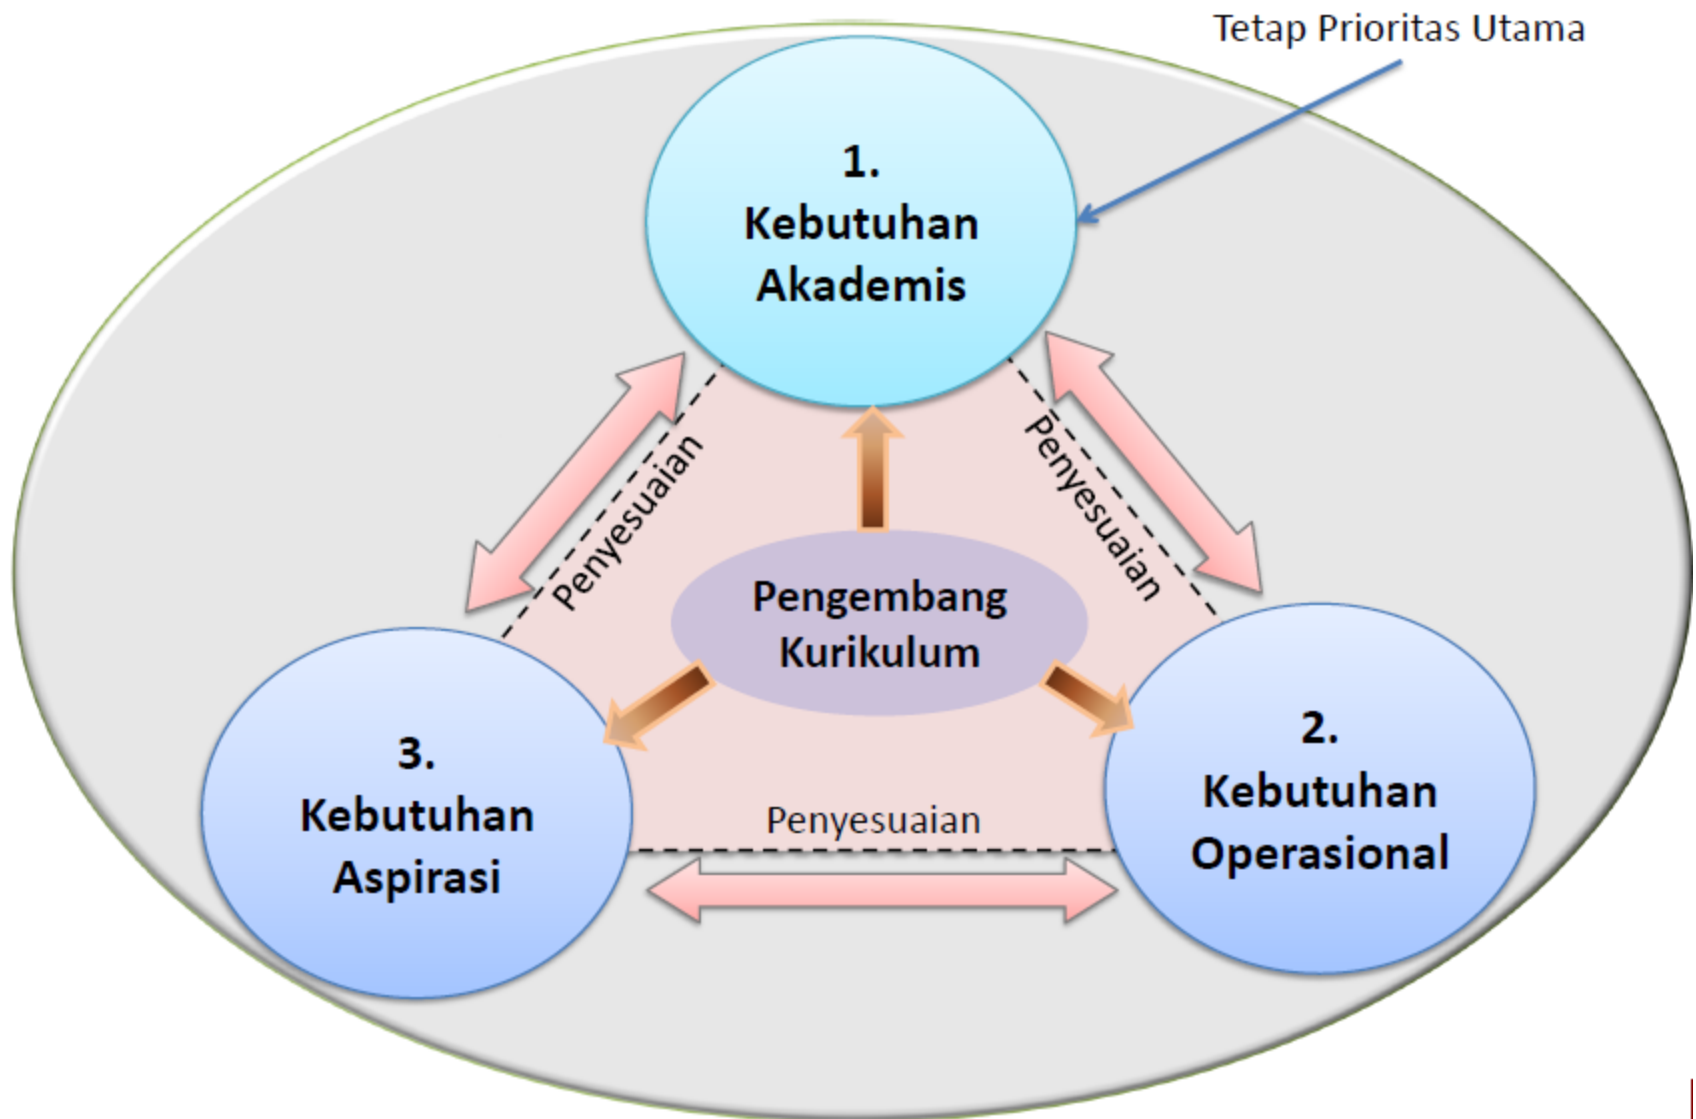 Tetap Prioritas Utama
1.
Kebutuhan
Akademis
Penyesuaian
Penyesuaian
Pengembang
Kurikulum
3.
Kebutuhan
Aspirasi
2.
Kebutuhan
Operasional
Penyesuaian